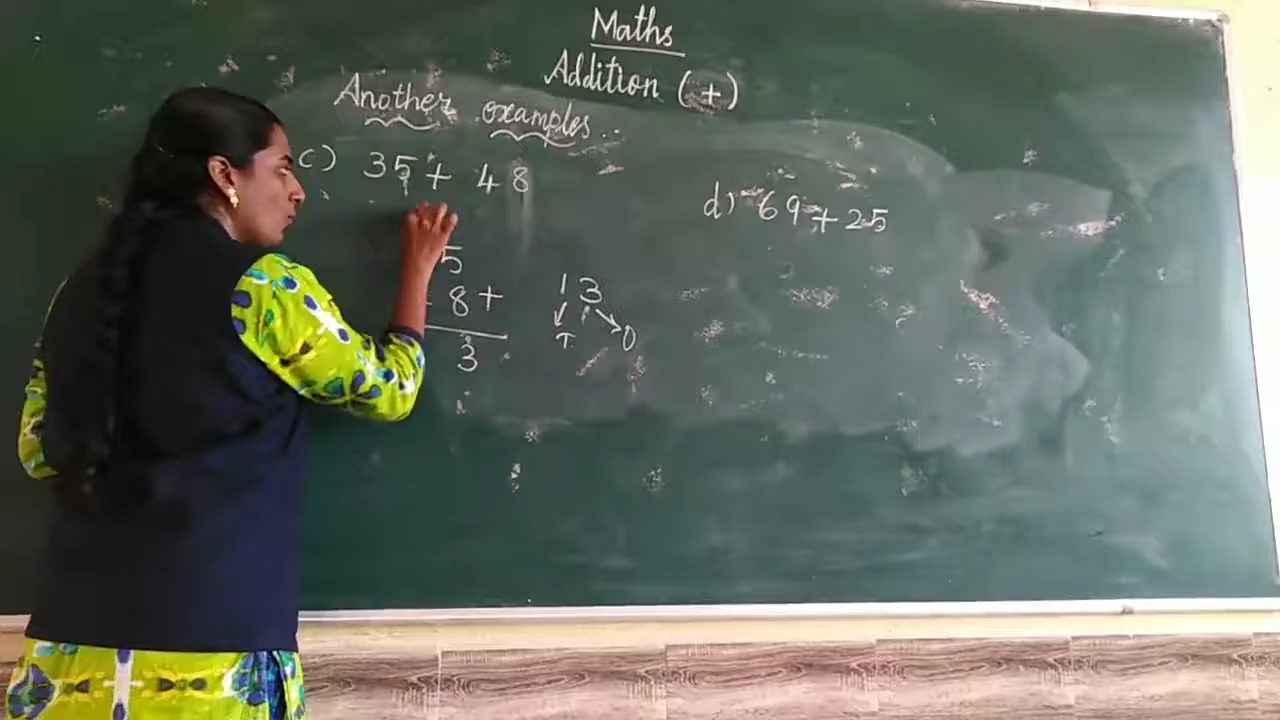 Maths
Addition (+)
Another examples..
c) 35 + 48
d) 69 + 25
5
8 +
3
13
T O